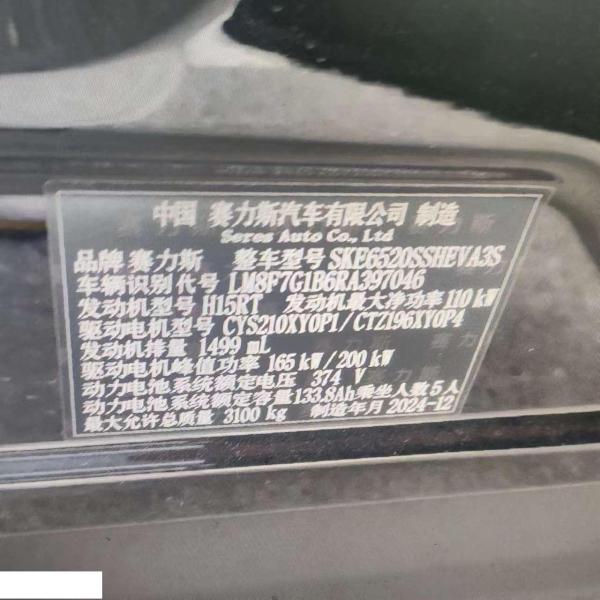 中国 赛力斯汽车有限公司 制造
Seres Auto Co., Ltd
品牌 赛力斯 整车型号 SKE6520SSHEVA3S
车辆识别代号 LM8F7G1B6RA397046
发动机型号 H15RT 发动机最大净功率 110 kW
驱动电机型号 CYS210XY0P1/CTZ196XY0P4
发动机排量 1499 mL
驱动电机峰值功率 165 kW/200 kW
动力电池系统额定电压 374 V
动力电池系统额定容量 133.8Ah 乘坐人数 5 人
最大允许总质量 3100 kg 制造年月 2024-12